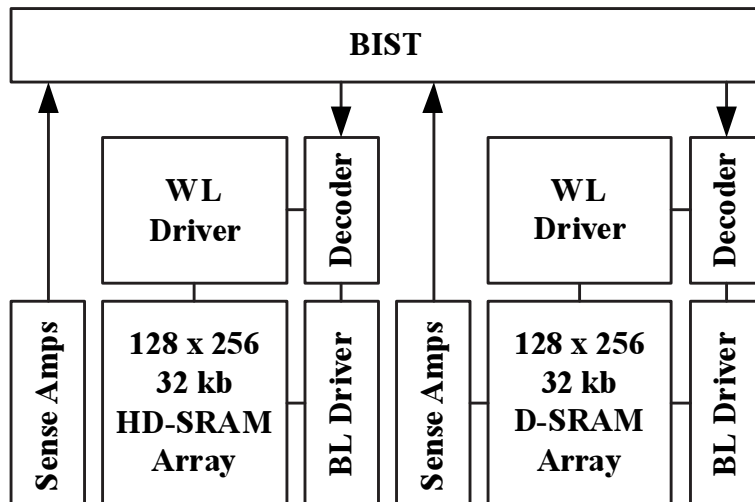 BIST
WL
Driver
Decoder
WL
Driver
Decoder
Sense Amps
128 x 256
32 kb
HD-SRAM
Array
BL Driver
Sense Amps
128 x 256
32 kb
D-SRAM
Array
BL Driver